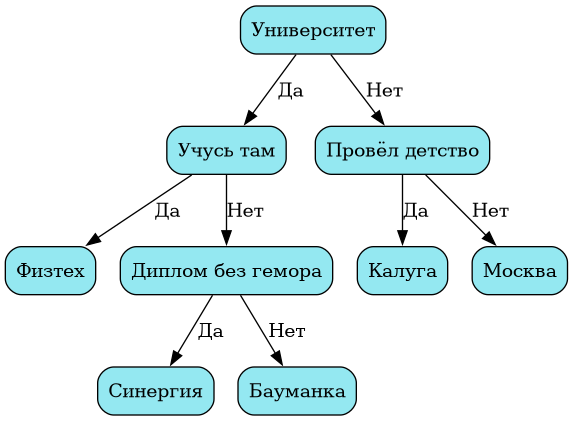 Университет
Да
Нет
Учусь там
Провёл детство
Да
Нет
Да
Нет
Физтех
Диплом без гемора
Калуга
Москва
Да
Нет
Синергия
Бауманка